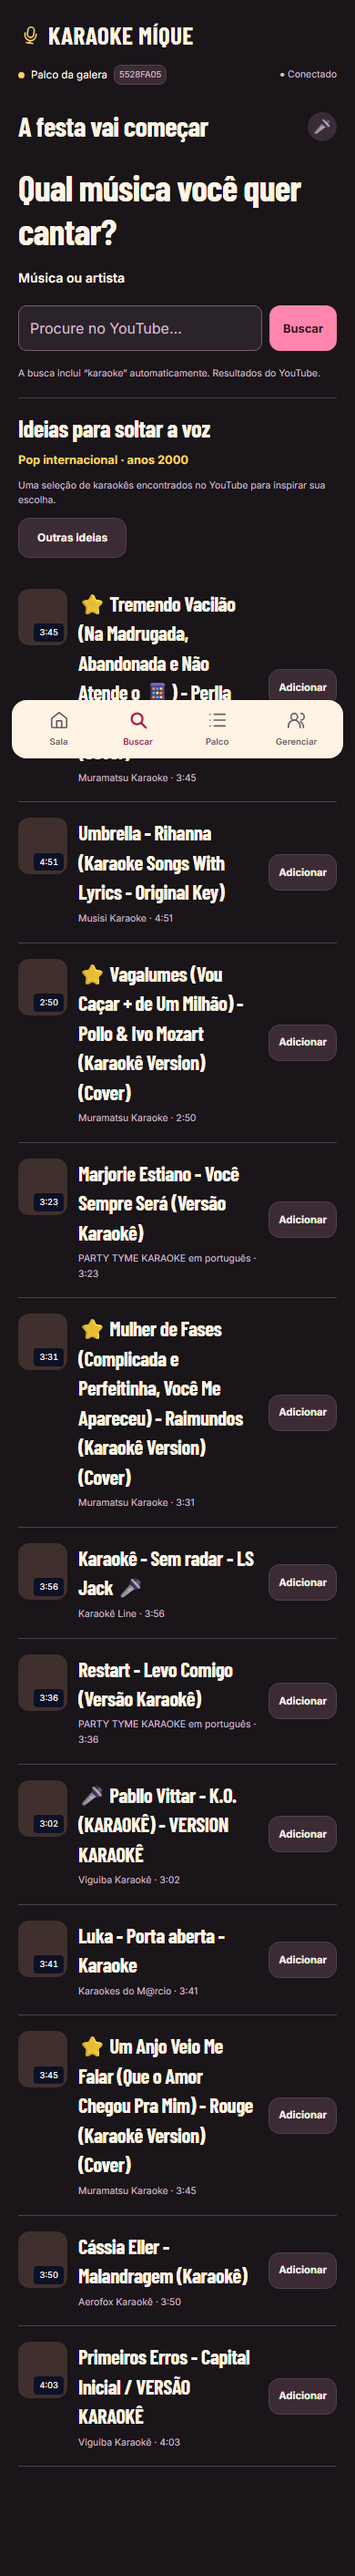 KARAOKE MÍQUE
Palco da galera 5528FA05 • Conectado
A festa vai começar
Qual música você quer
cantar?
Música ou artista
Procure no YouTube... Buscar
A busca inclui "karaoke" automaticamente. Resultados do YouTube.
Ideias para soltar a voz
Pop internacional · anos 2000
Uma seleção de karaokês encontrados no YouTube para inspirar sua
escolha.
Outras ideias
3:45
⭐ Tremendo Vacilão
(Na Madrugada,
Abandonada e Não
Atende o 📱 ) - Perlla
Adicionar
Sala Buscar Palco Gerenciar
Muramatsu Karaoke · 3:45
4:51
Umbrella - Rihanna
(Karaoke Songs With
Lyrics - Original Key)
Musisi Karaoke · 4:51
Adicionar
2:50
⭐ Vagalumes (Vou
Caçar + de Um Milhão) -
Pollo & Ivo Mozart
(Karaokê Version)
(Cover)
Muramatsu Karaoke · 2:50
Adicionar
3:23
Marjorie Estiano - Você
Sempre Será (Versão
Karaokê)
PARTY TYME KARAOKE em português ·
3:23
Adicionar
3:31
⭐ Mulher de Fases
(Complicada e
Perfeitinha, Você Me
Apareceu) - Raimundos
(Karaokê Version)
(Cover)
Muramatsu Karaoke · 3:31
Adicionar
3:56
Karaokê - Sem radar - LS
Jack 🎤
Karaokê Line · 3:56
Adicionar
3:36
Restart - Levo Comigo
(Versão Karaokê)
PARTY TYME KARAOKE em português ·
3:36
Adicionar
3:02
🎤 Pabllo Vittar - K.O.
(KARAOKÊ) - VERSION
KARAOKÊ
Viguiba Karaokê · 3:02
Adicionar
3:41
Luka - Porta aberta -
Karaoke
Karaokes do M@rcio · 3:41
Adicionar
3:45
⭐ Um Anjo Veio Me
Falar (Que o Amor
Chegou Pra Mim) - Rouge
(Karaokê Version)
(Cover)
Muramatsu Karaoke · 3:45
Adicionar
3:50
Cássia Eller -
Malandragem (Karaokê)
Aerofox Karaokê · 3:50
Adicionar
4:03
Primeiros Erros - Capital
Inicial / VERSÃO
KARAOKÊ
Viguiba Karaokê · 4:03
Adicionar